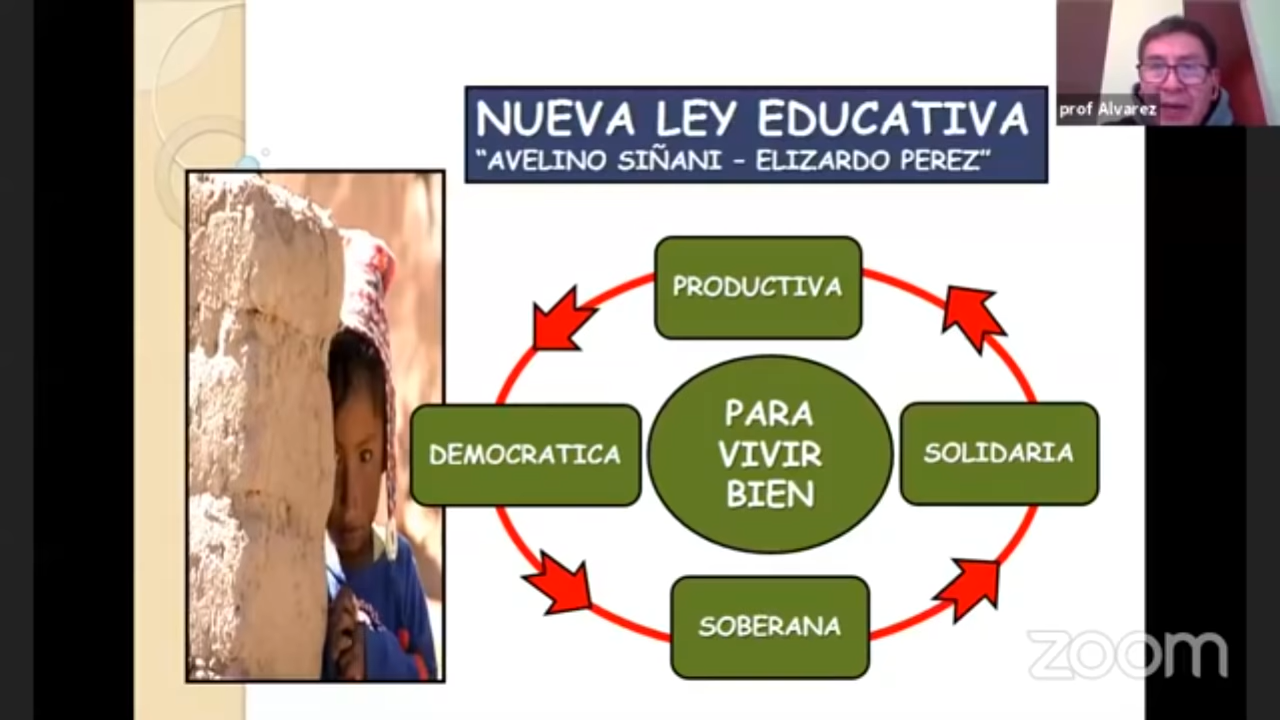 prof Alvarez
NUEVA LEY EDUCATIVA
"AVELINO SIÑANI – ELIZARDO PEREZ"
PRODUCTIVA
DEMOCRATICA
PARA
VIVIR
BIEN
SOLIDARIA
SOBERANA
zoom